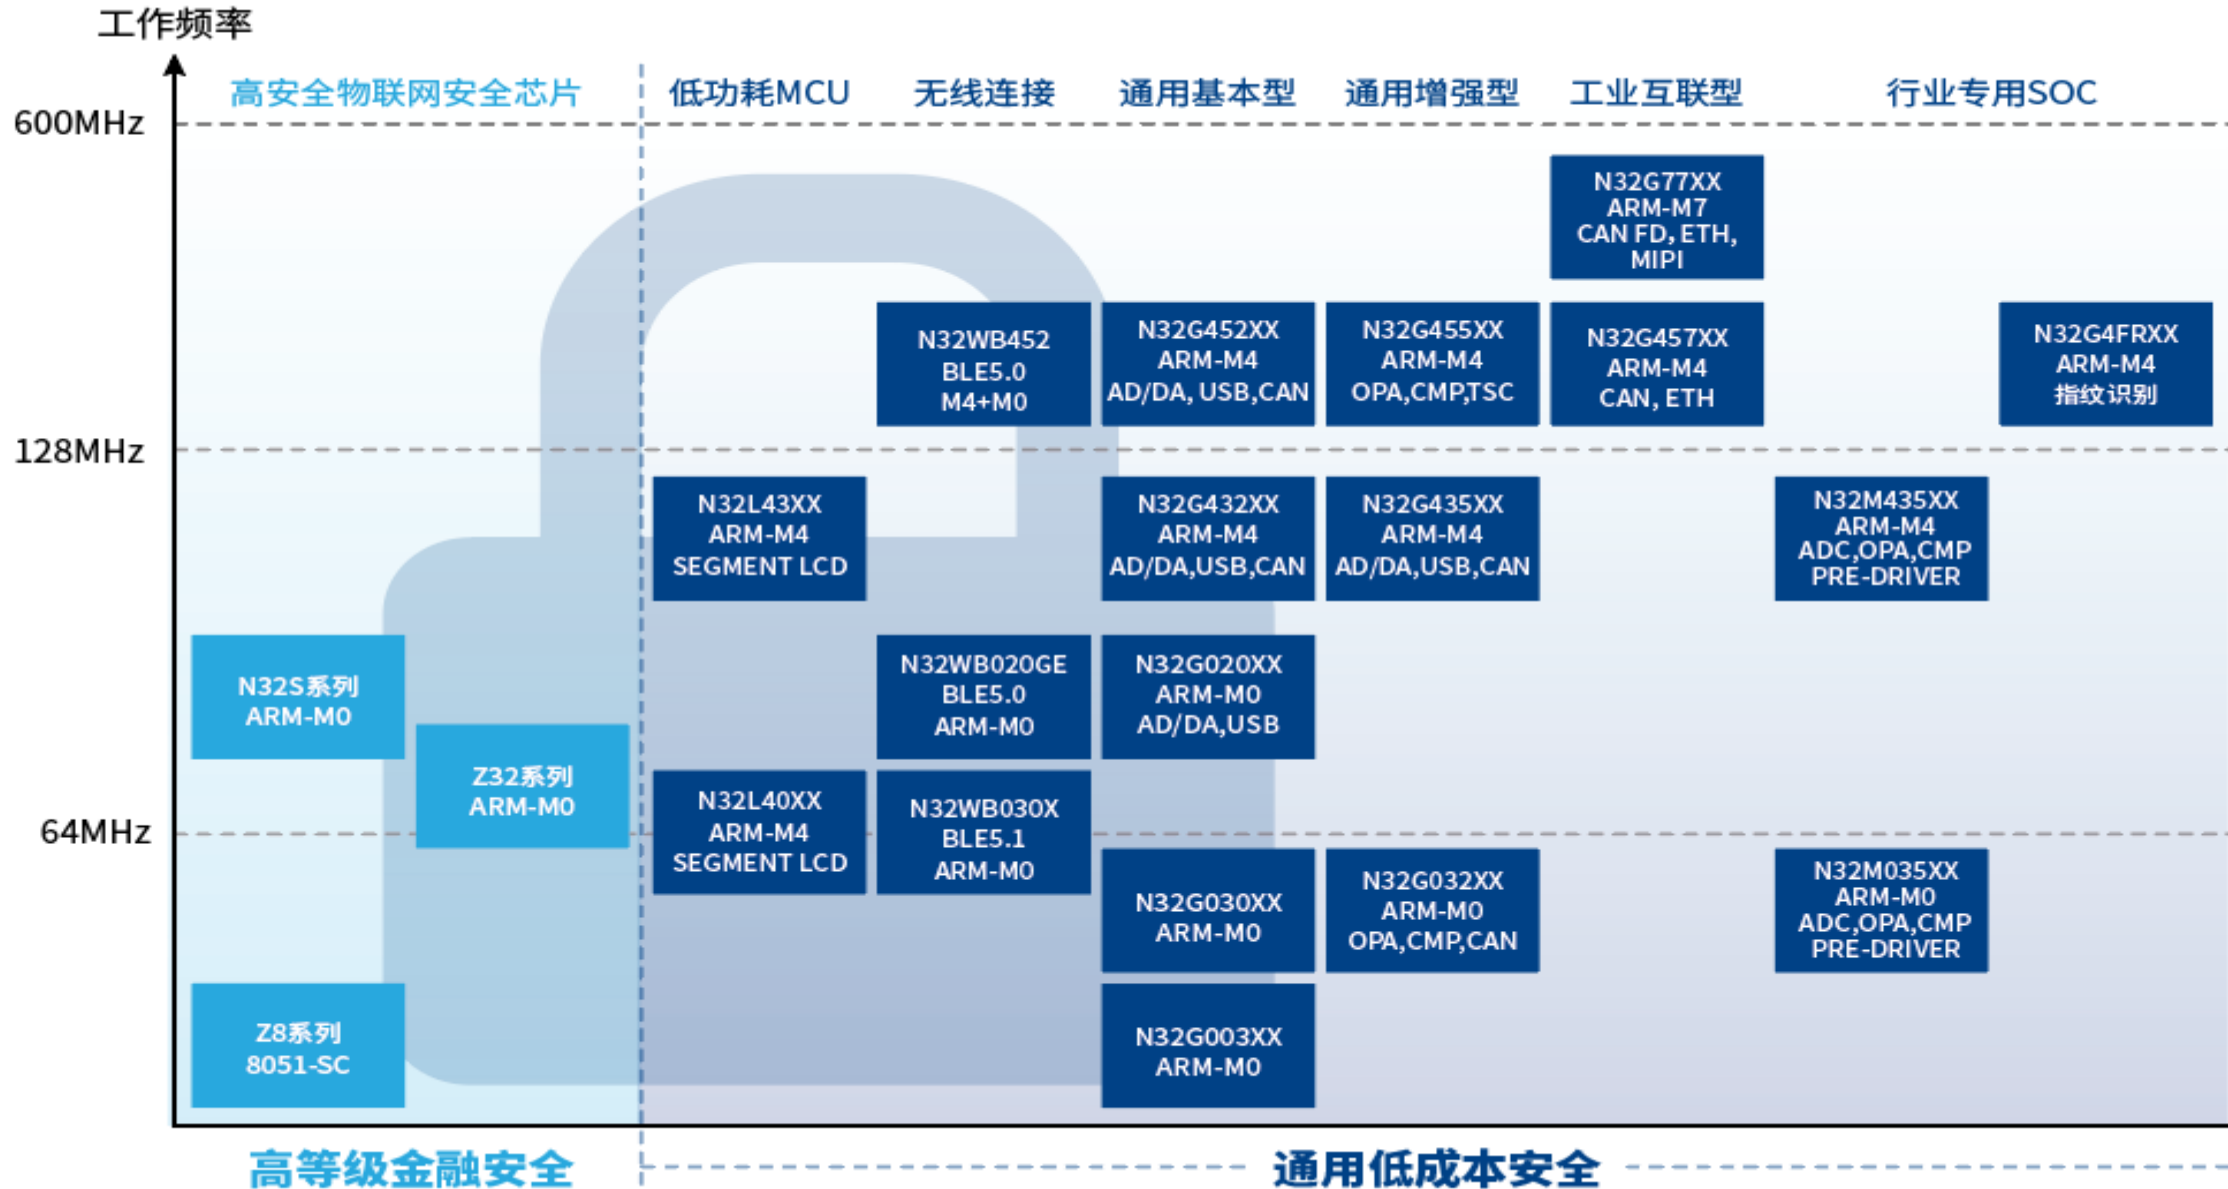 工作频率
高安全物联网安全芯片
低功耗MCU
无线连接
通用基本型
通用增强型
工业互联型
行业专用SOC
600MHz
N32G77XX
ARM-M7
CAN FD, ETH,
MIPI
N32WB452
BLE5.0
M4+M0
N32G452XX
ARM-M4
AD/DA, USB,CAN
N32G455XX
ARM-M4
OPA,CMP,TSC
N32G457XX
ARM-M4
CAN, ETH
N32G4FRXX
ARM-M4
指纹识别
128MHz
N32L43XX
ARM-M4
SEGMENT LCD
N32G432XX
ARM-M4
AD/DA,USB,CAN
N32G435XX
ARM-M4
AD/DA,USB,CAN
N32M435XX
ARM-M4
ADC,OPA,CMP
PRE-DRIVER
N32S系列
ARM-M0
Z32系列
ARM-M0
N32WB020GE
BLE5.0
ARM-M0
N32G020XX
ARM-M0
AD/DA,USB
64MHz
N32L40XX
ARM-M4
SEGMENT LCD
N32WB030X
BLE5.1
ARM-M0
N32G030XX
ARM-M0
N32G032XX
ARM-M0
OPA,CMP,CAN
N32M035XX
ARM-M0
ADC,OPA,CMP
PRE-DRIVER
Z8系列
8051-SC
N32G003XX
ARM-M0
高等级金融安全
通用低成本安全